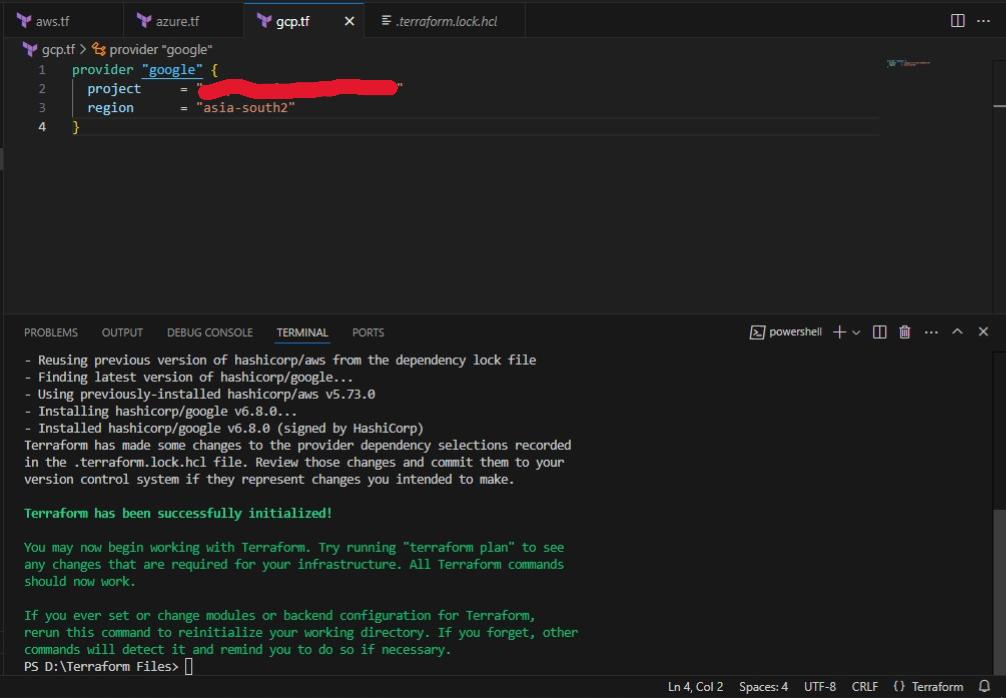 aws.tf azure.tf gcp.tf .terraform.lock.hcl
gcp.tf > provider "google"
1 provider "google" {
2 project = " "
3 region = "asia-south2"
4 }
PROBLEMS OUTPUT DEBUG CONSOLE TERMINAL PORTS powershell
- Reusing previous version of hashicorp/aws from the dependency lock file
- Finding latest version of hashicorp/google...
- Using previously-installed hashicorp/aws v5.73.0
- Installing hashicorp/google v6.8.0...
- Installed hashicorp/google v6.8.0 (signed by HashiCorp)
Terraform has made some changes to the provider dependency selections recorded
in the .terraform.lock.hcl file. Review those changes and commit them to your
version control system if they represent changes you intended to make.
Terraform has been successfully initialized!
You may now begin working with Terraform. Try running "terraform plan" to see
any changes that are required for your infrastructure. All Terraform commands
should now work.
If you ever set or change modules or backend configuration for Terraform,
rerun this command to reinitialize your working directory. If you forget, other
commands will detect it and remind you to do so if necessary.
PS D:\Terraform Files>
Ln 4, Col 2 Spaces: 4 UTF-8 CRLF {} Terraform